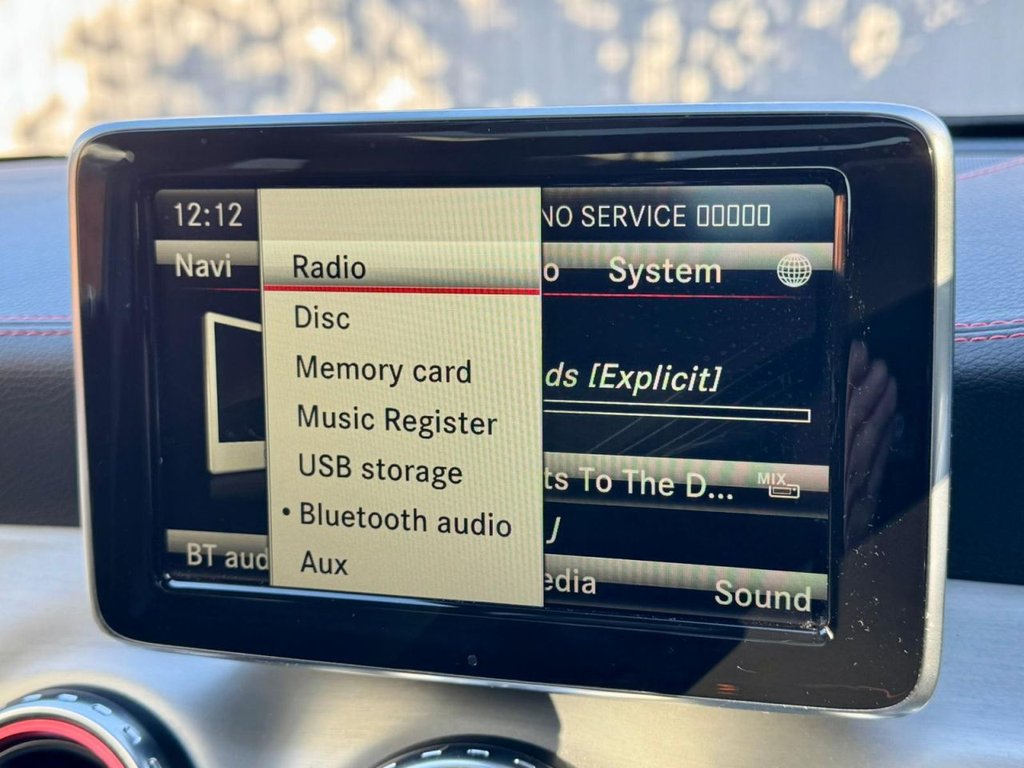 12:12 NO SERVICE
Navi Radio System
Disc
ds [Explicit]
Memory card
Music Register
USB storage
ts To The D... MIX
Bluetooth audio
J
BT aud Aux edia Sound